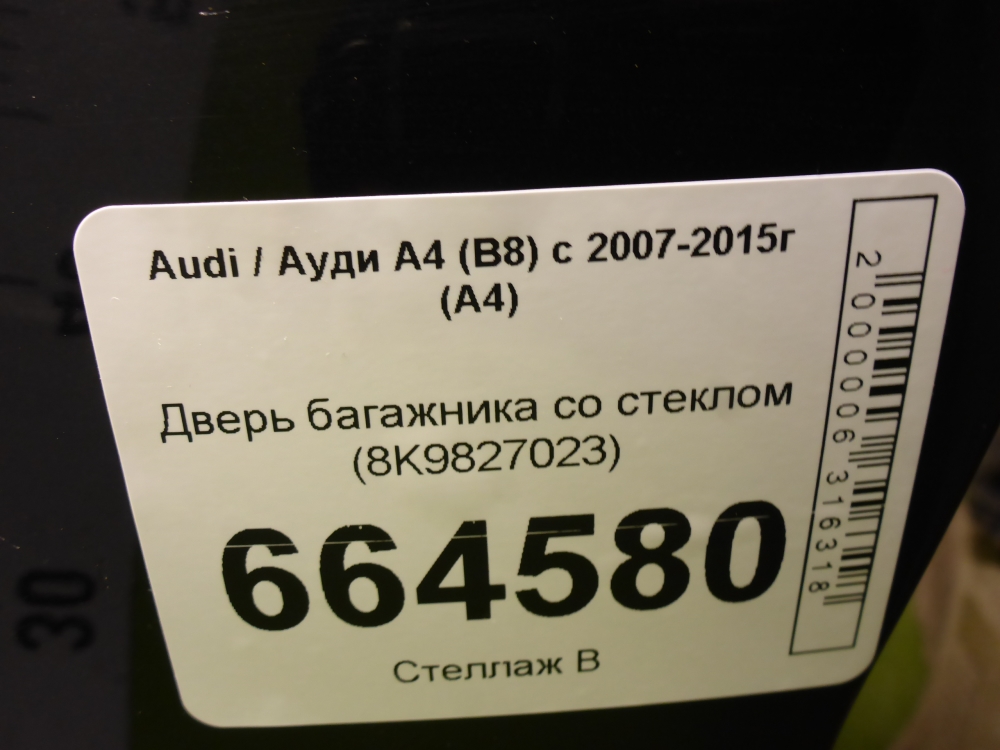 Audi / Ауди A4 (B8) с 2007-2015г
(A4)
Дверь багажника со стеклом
(8K9827023)
664580
Стеллаж В
2000006316318
30